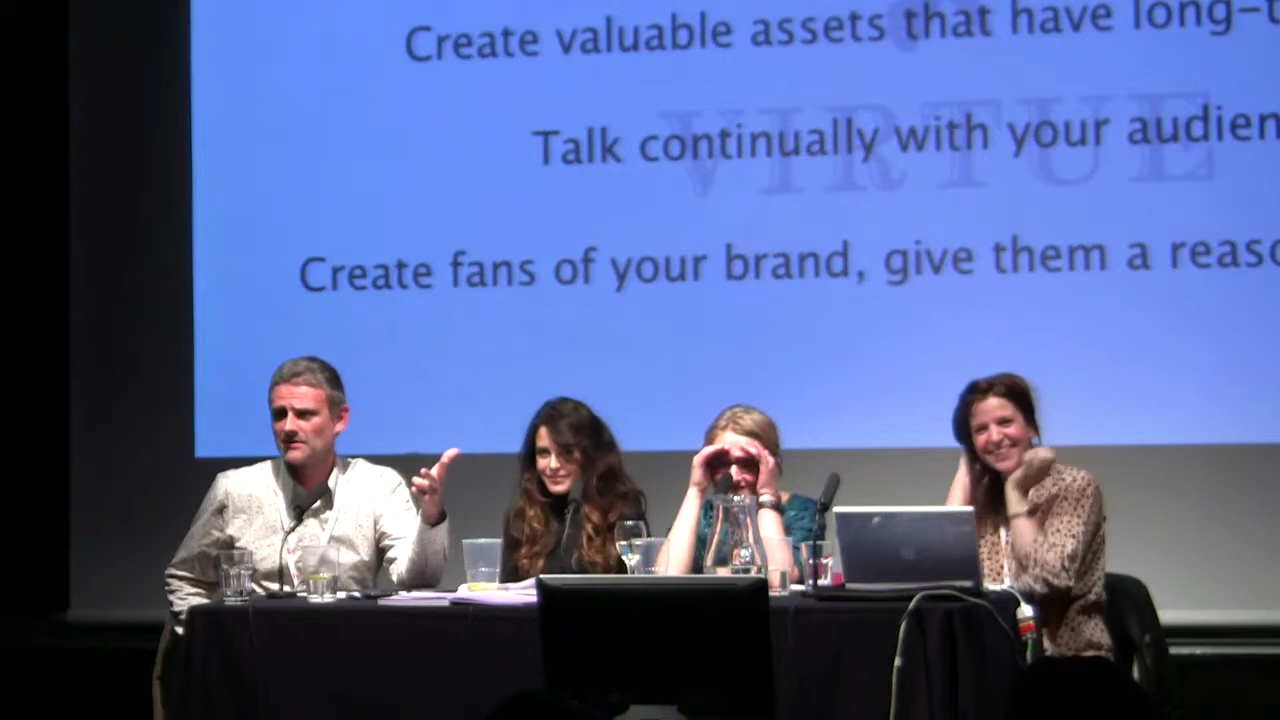 Create valuable assets that have long-t
Talk continually with your audien
VIRTUE
Create fans of your brand, give them a reaso